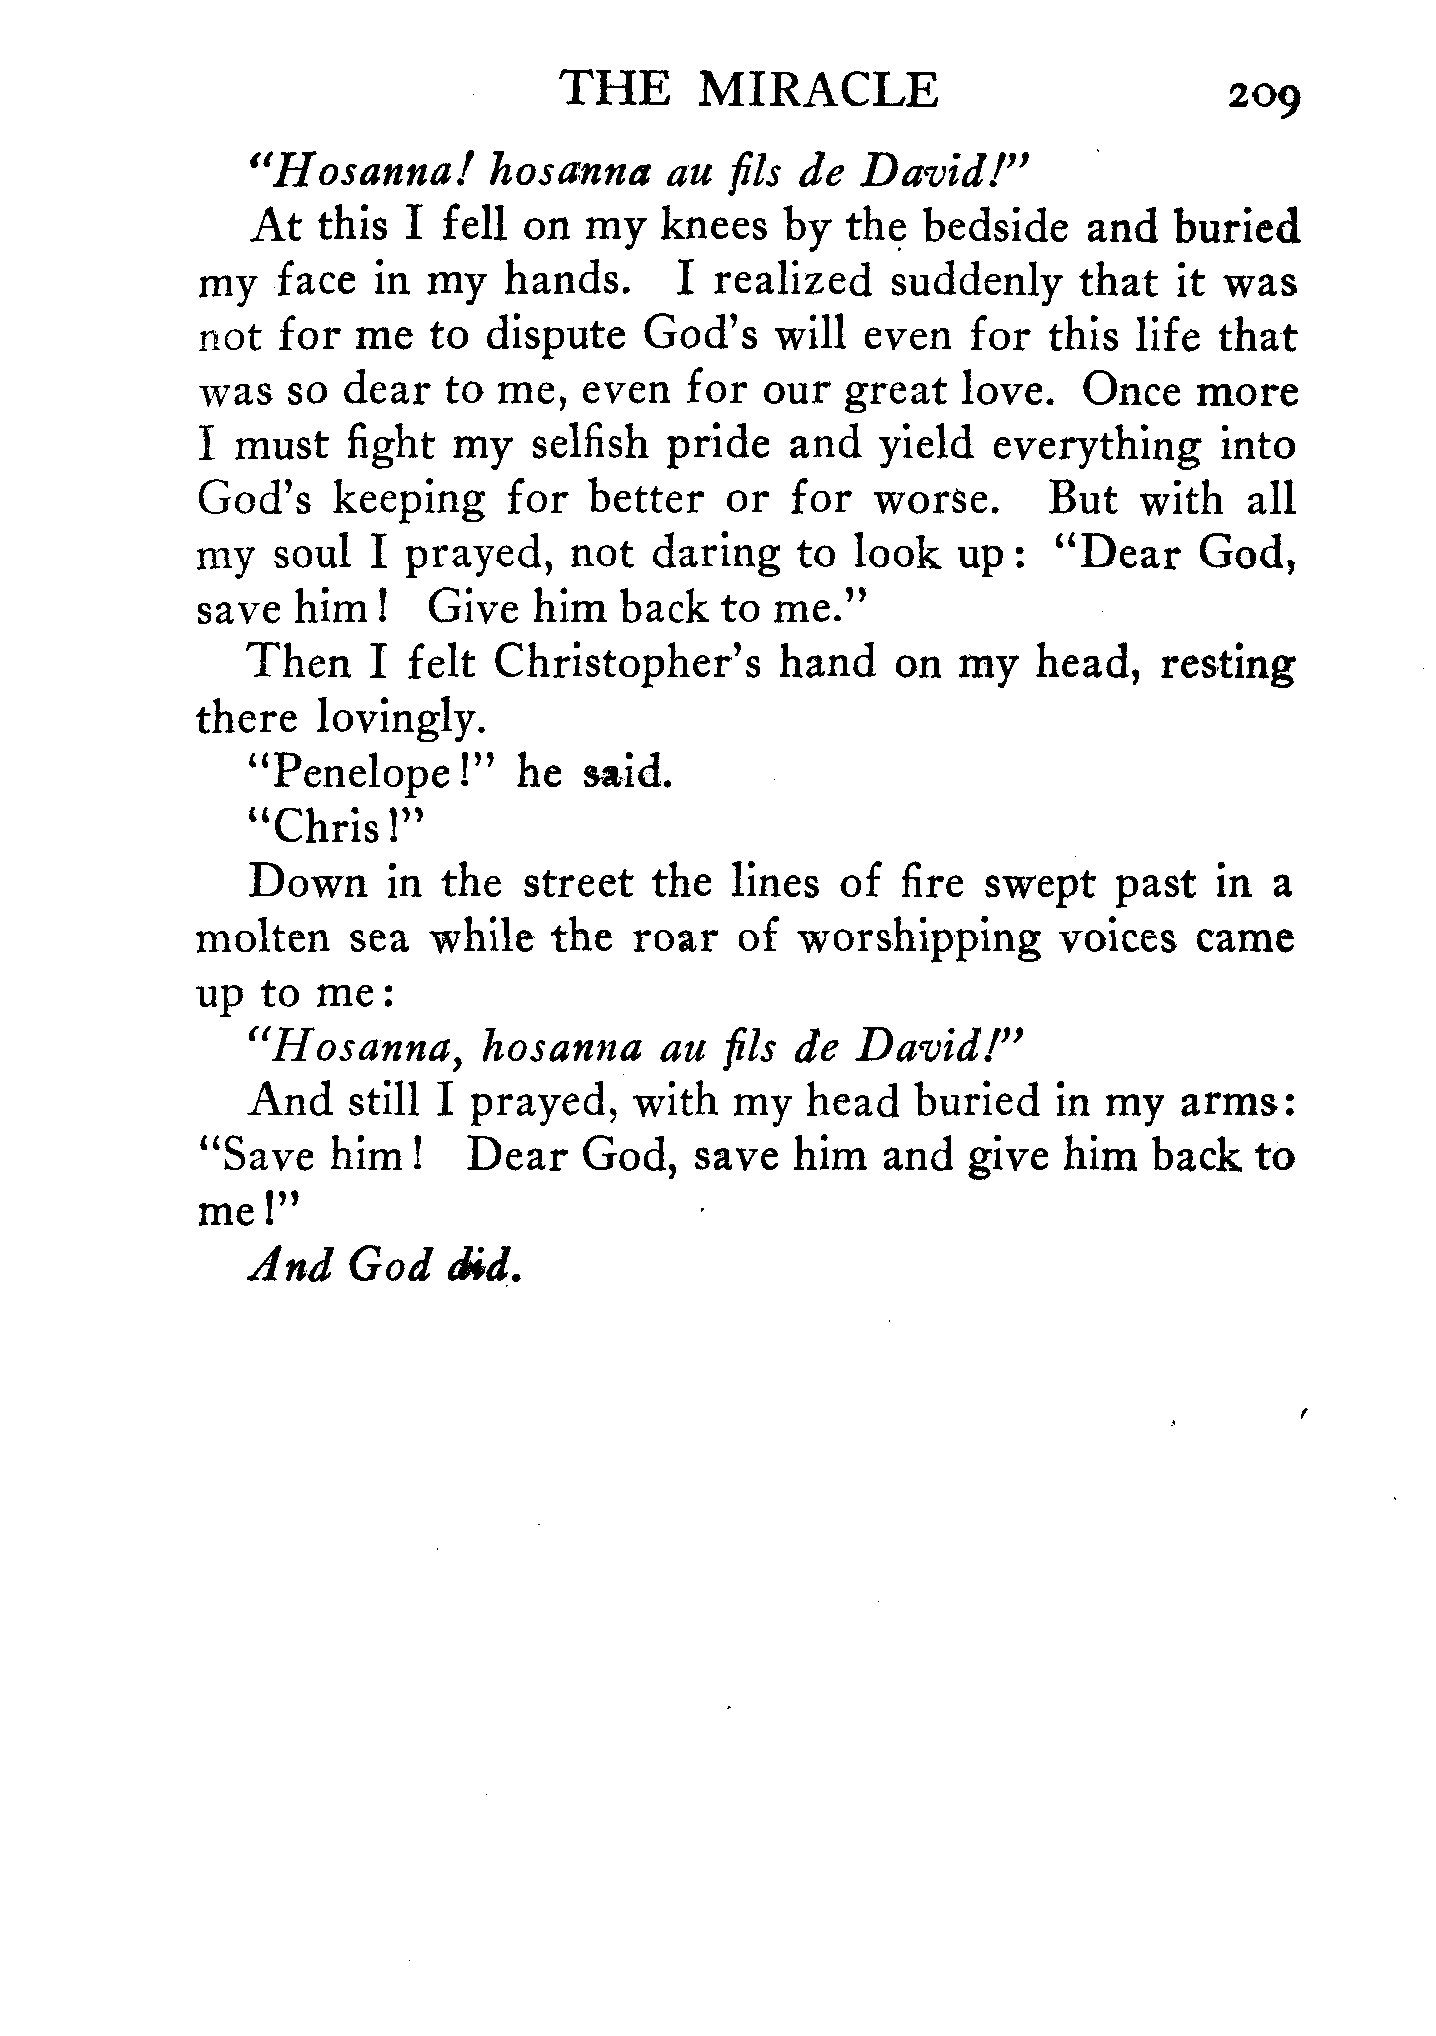 THE MIRACLE 209
"Hosanna! hosanna au fils de David!"
At this I fell on my knees by the bedside and buried
my face in my hands. I realized suddenly that it was
not for me to dispute God's will even for this life that
was so dear to me, even for our great love. Once more
I must fight my selfish pride and yield everything into
God's keeping for better or for worse. But with all
my soul I prayed, not daring to look up: "Dear God,
save him! Give him back to me."
Then I felt Christopher's hand on my head, resting
there lovingly.
"Penelope!" he said.
"Chris!"
Down in the street the lines of fire swept past in a
molten sea while the roar of worshipping voices came
up to me:
"Hosanna, hosanna au fils de David!"
And still I prayed, with my head buried in my arms:
"Save him! Dear God, save him and give him back to
me!"
And God did.